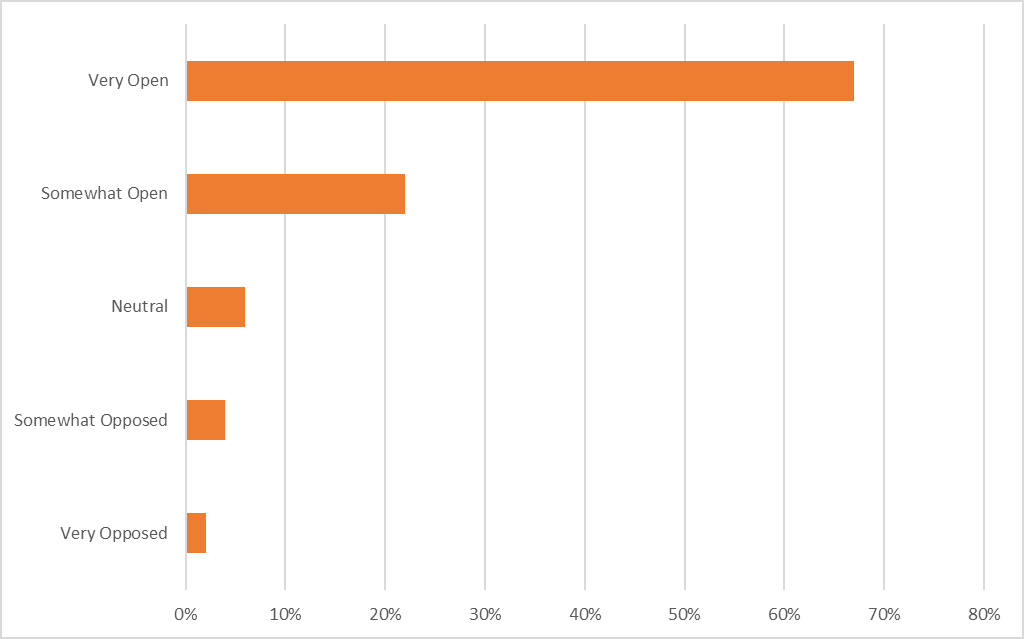 Very Open
Somewhat Open
Neutral
Somewhat Opposed
Very Opposed
0% 10% 20% 30% 40% 50% 60% 70% 80%